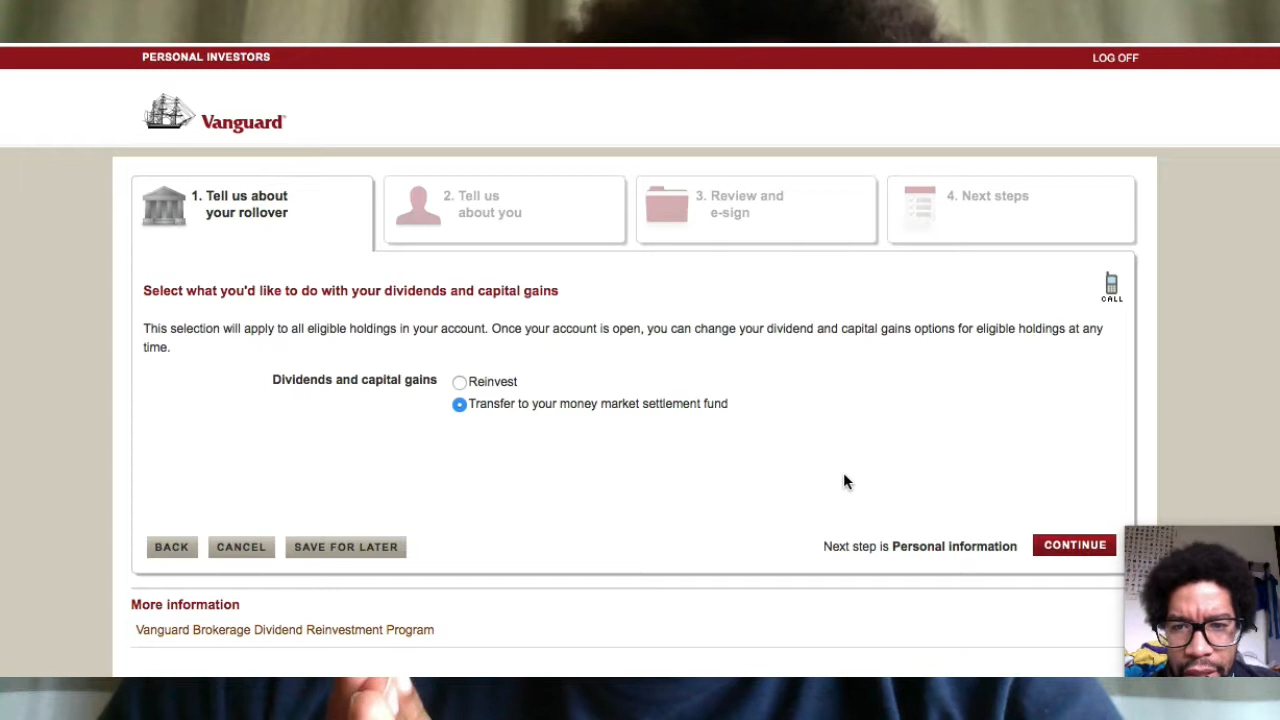 PERSONAL INVESTORS
LOG OFF
Vanguard
1. Tell us about
your rollover
2. Tell us
about you
3. Review and
e-sign
4. Next steps
Select what you'd like to do with your dividends and capital gains
CALL
This selection will apply to all eligible holdings in your account. Once your account is open, you can change your dividend and capital gains options for eligible holdings at any
time.
Dividends and capital gains
Reinvest
Transfer to your money market settlement fund
BACK
CANCEL
SAVE FOR LATER
Next step is Personal information
CONTINUE
More information
Vanguard Brokerage Dividend Reinvestment Program